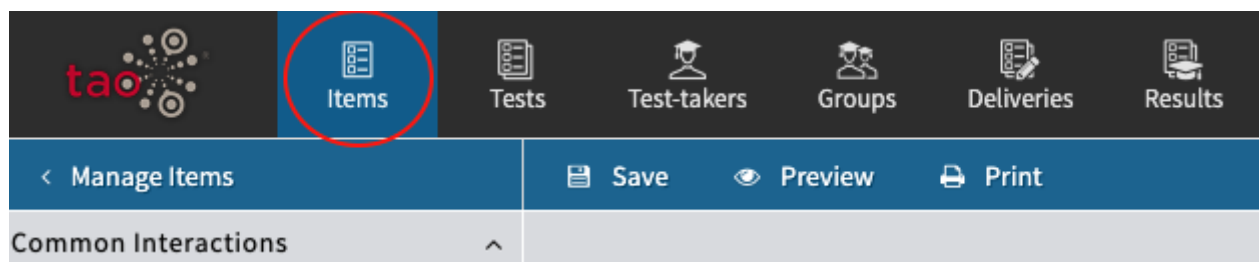 tao
Items
Tests
Test-takers
Groups
Deliveries
Results
< Manage Items
Save
Preview
Print
Common Interactions